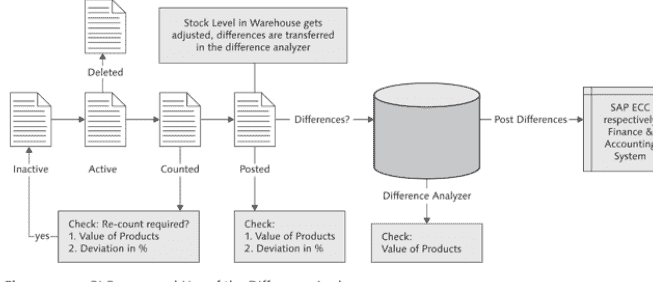 Stock Level in Warehouse gets
adjusted, differences are transferred
in the difference analyzer
Deleted
Differences?
Post Differences
SAP ECC
respectively
Finance &
Accounting
System
Inactive
Active
Counted
Posted
Difference Analyzer
yes
Check: Re-count required?
1. Value of Products
2. Deviation in %
Check:
1. Value of Products
2. Deviation in %
Check:
Value of Products